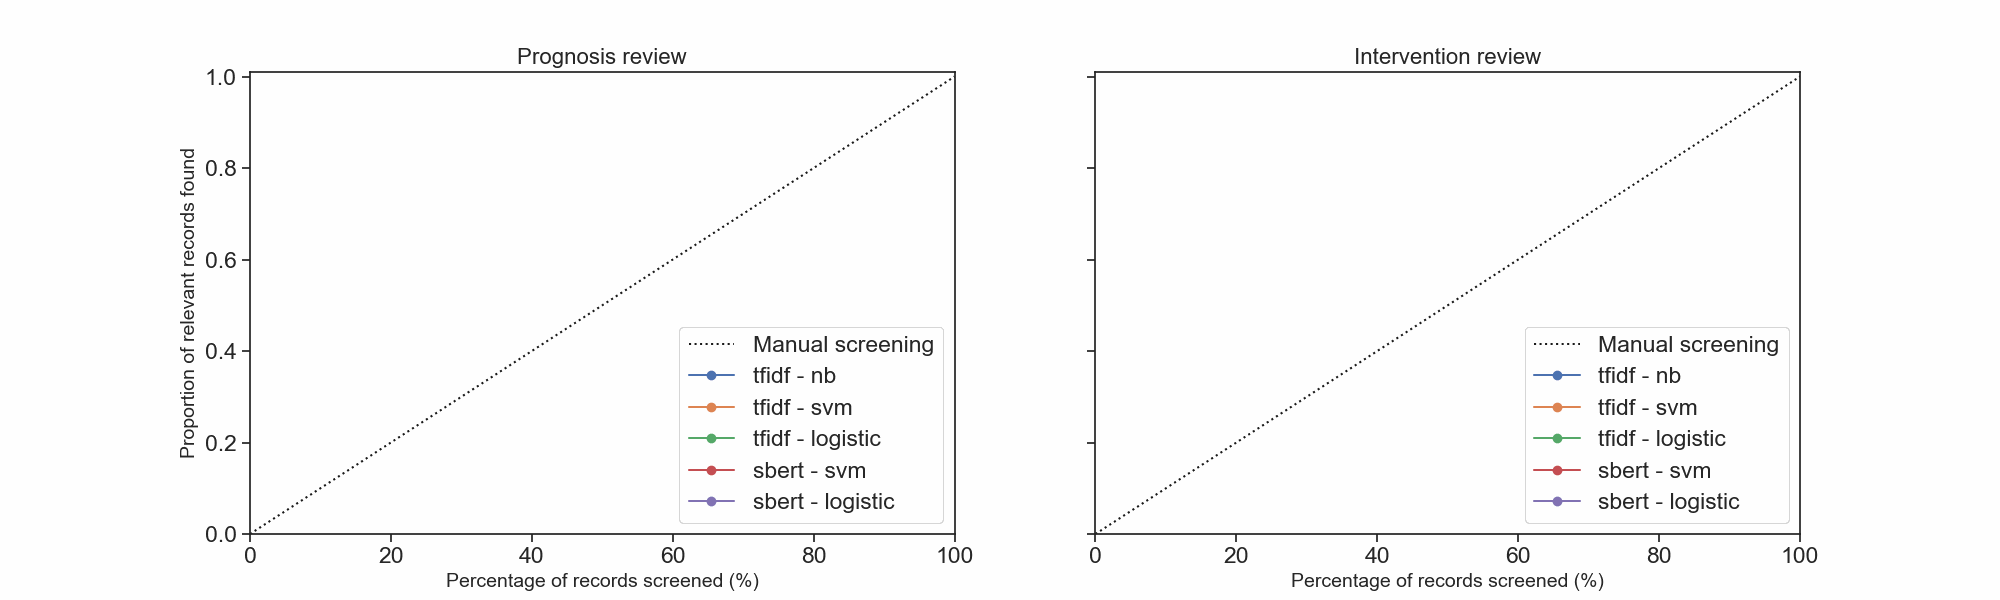 Prognosis review
1.0
0.8
0.6
0.4
0.2
0.0
Proportion of relevant records found
Manual screening
tfidf - nb
tfidf - svm
tfidf - logistic
sbert - svm
sbert - logistic
0 20 40 60 80 100
Percentage of records screened (%)
Intervention review
Manual screening
tfidf - nb
tfidf - svm
tfidf - logistic
sbert - svm
sbert - logistic
0 20 40 60 80 100
Percentage of records screened (%)